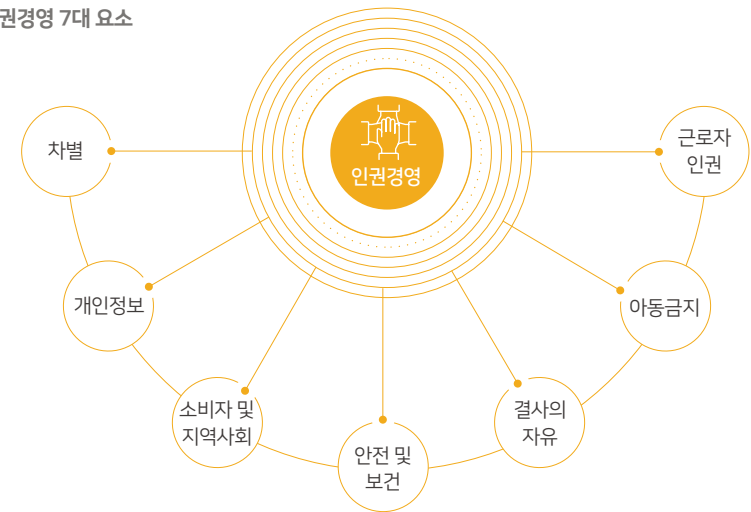 권경영 7대 요소
인권경영
차별
개인정보
소비자 및
지역사회
안전 및
보건
결사의
자유
아동금지
근로자
인권